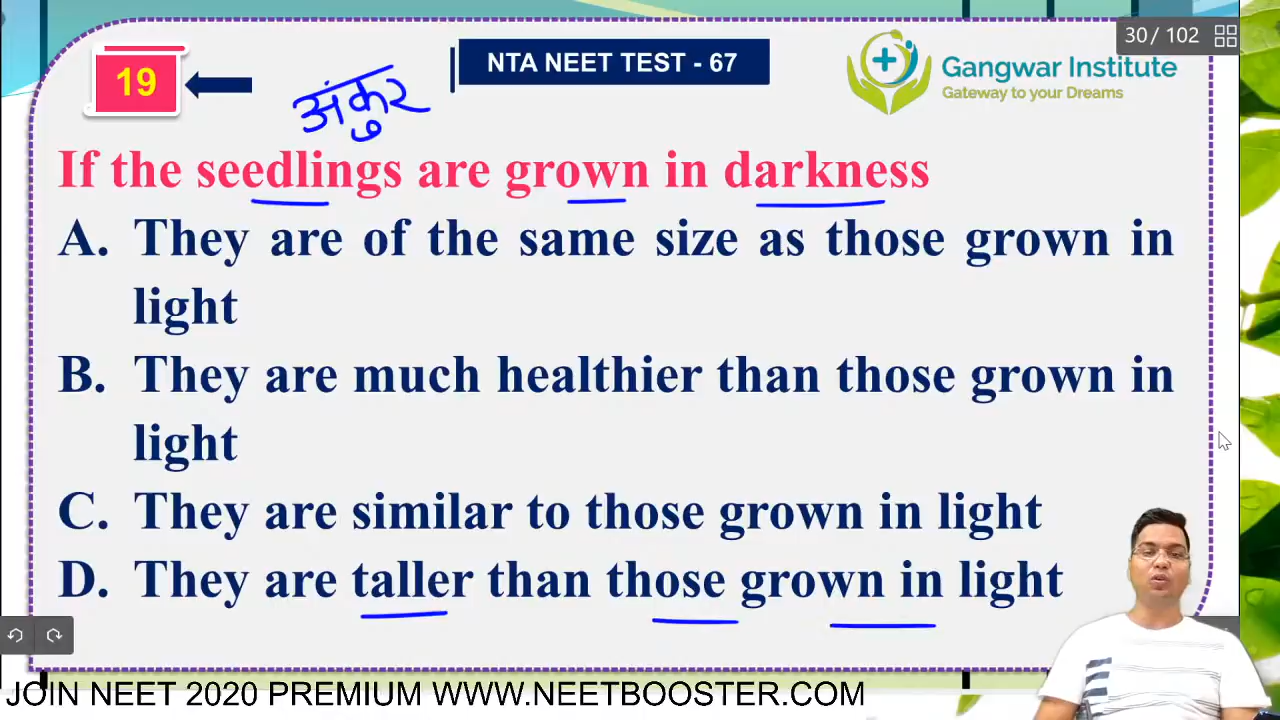 30 / 102
19
NTA NEET TEST - 67
Gangwar Institute
Gateway to your Dreams
अंकुर
If the seedlings are grown in darkness
A. They are of the same size as those grown in
light
B. They are much healthier than those grown in
light
C. They are similar to those grown in light
D. They are taller than those grown in light
JOIN NEET 2020 PREMIUM WWW.NEETBOOSTER.COM